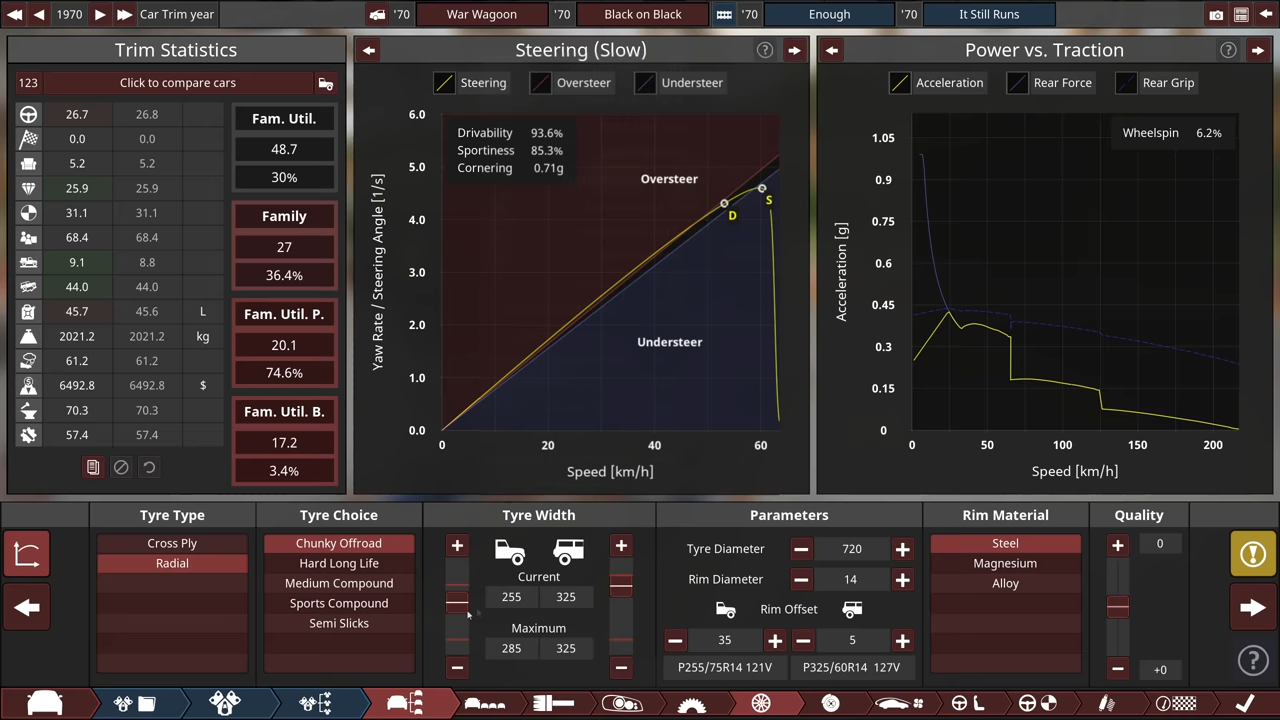 1970 Car Trim year '70 War Wagoon '70 Black on Black '70 Enough '70 It Still Runs
Trim Statistics
123 Click to compare cars
26.7 26.8
0.0 0.0
5.2 5.2
25.9 25.9
31.1 31.1
68.4 68.4
9.1 8.8
44.0 44.0
45.7 45.6 L
2021.2 2021.2 kg
61.2 61.2
6492.8 6492.8 $
70.3 70.3
57.4 57.4
Fam. Util.
48.7
30%
Family
27
36.4%
Fam. Util. P.
20.1
74.6%
Fam. Util. B.
17.2
3.4%
Steering (Slow) ?
Steering Oversteer Understeer
Drivability 93.6%
Sportiness 85.3%
Cornering 0.71g
Oversteer
Understeer
D
S
Yaw Rate / Steering Angle [1/s]
6.0
5.0
4.0
3.0
2.0
1.0
0.0
0 20 40 60
Speed [km/h]
Power vs. Traction ?
Acceleration Rear Force Rear Grip
Wheelspin 6.2%
Acceleration [g]
1.05
0.9
0.75
0.6
0.45
0.3
0.15
0
0 50 100 150 200
Speed [km/h]
Tyre Type
Cross Ply
Radial
Tyre Choice
Chunky Offroad
Hard Long Life
Medium Compound
Sports Compound
Semi Slicks
Tyre Width
Current
255 325
Maximum
285 325
Parameters
Tyre Diameter 720
Rim Diameter 14
Rim Offset
35 5
P255/75R14 121V P325/60R14 127V
Rim Material
Steel
Magnesium
Alloy
Quality
0
+0
?